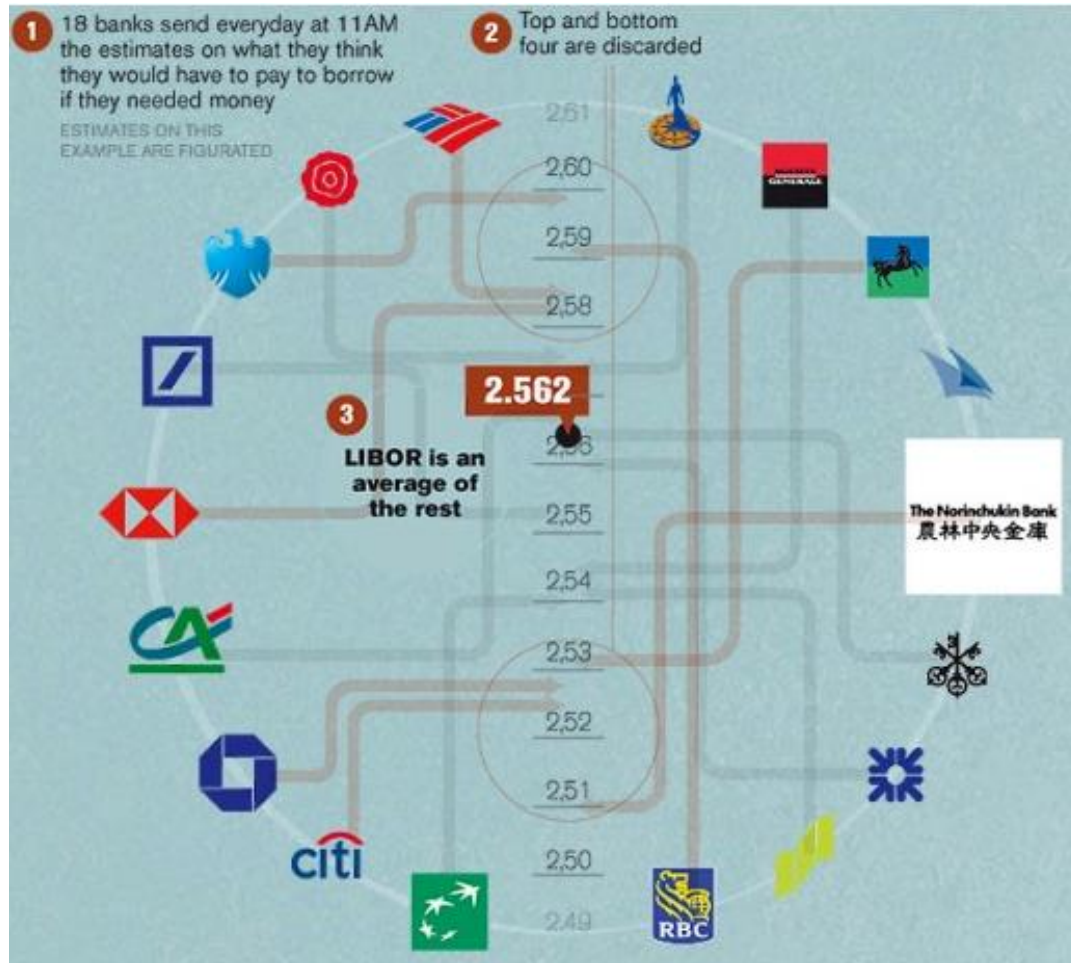 1 18 banks send everyday at 11AM
the estimates on what they think
they would have to pay to borrow
if they needed money
ESTIMATES ON THIS
EXAMPLE ARE FIGURATED
2 Top and bottom
four are discarded
2,61
2,60
2,59
2,58
2.562
2,56
3
LIBOR is an
average of
the rest
2,55
2,54
2,53
2,52
2,51
2,50
2,49
GENERALE
The Norinchukin Bank
農林中央金庫
CA
citi
RBC